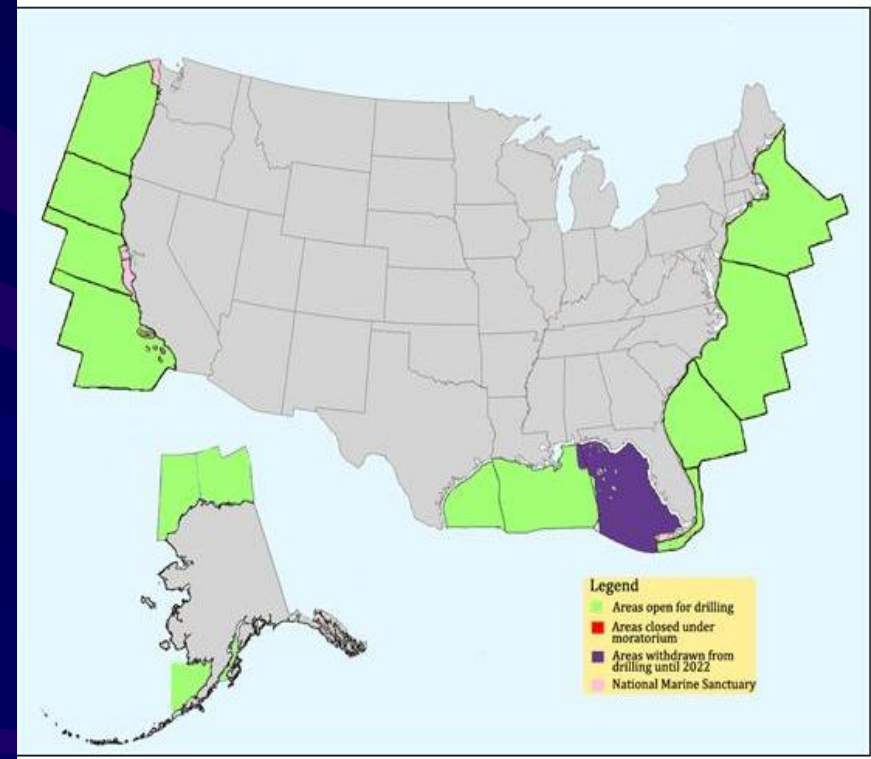 Legend
Areas open for drilling
Areas closed under
moratorium
Areas withdrawn from
drilling until 2022
National Marine Sanctuary